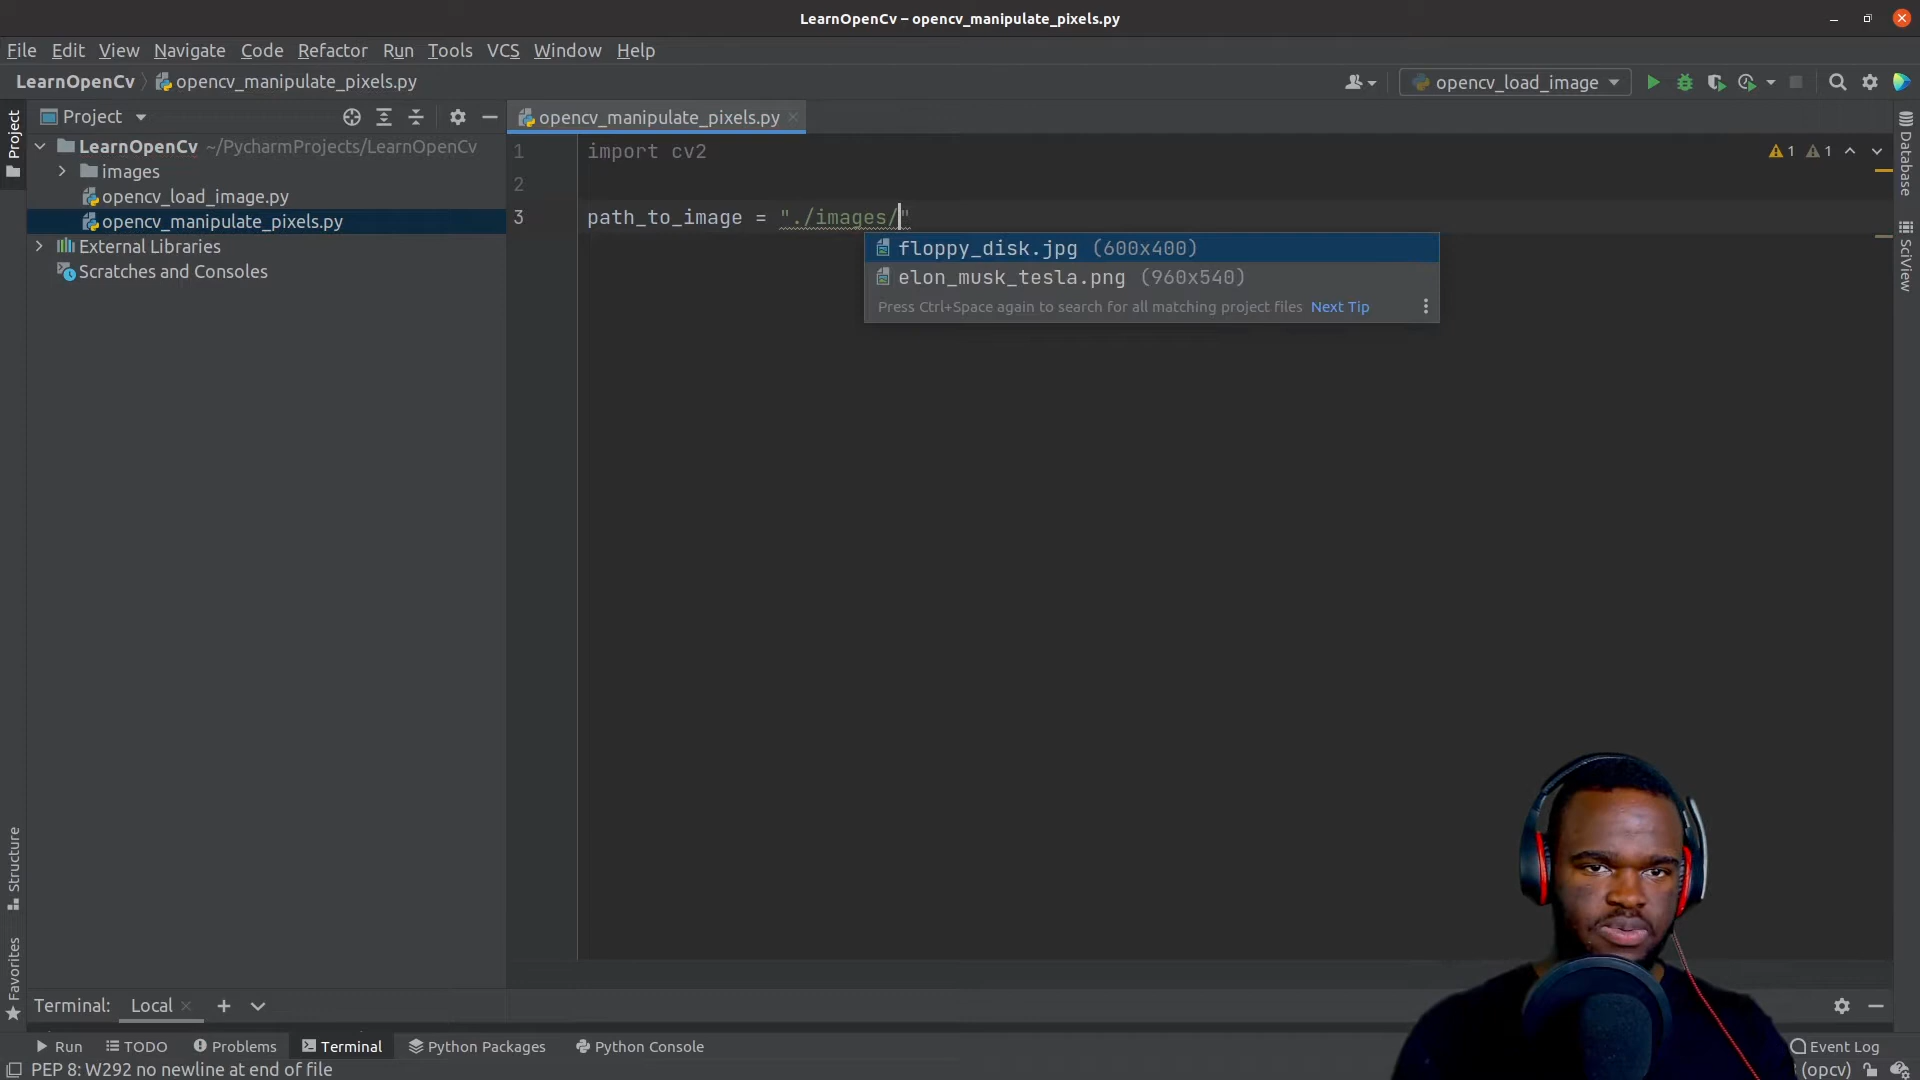 LearnOpenCv – opencv_manipulate_pixels.py
File Edit View Navigate Code Refactor Run Tools VCS Window Help
LearnOpenCv opencv_manipulate_pixels.py opencv_load_image
Project opencv_manipulate_pixels.py
Project
LearnOpenCv ~/PycharmProjects/LearnOpenCv
images
opencv_load_image.py
opencv_manipulate_pixels.py
External Libraries
Scratches and Consoles
1 import cv2
2
3 path_to_image = "./images/"
1 1
floppy_disk.jpg (600x400)
elon_musk_tesla.png (960x540)
Press Ctrl+Space again to search for all matching project files Next Tip
Database
SciView
Structure
Favorites
Terminal: Local
Run TODO Problems Terminal Python Packages Python Console Event Log
PEP 8: W292 no newline at end of file (opcv)